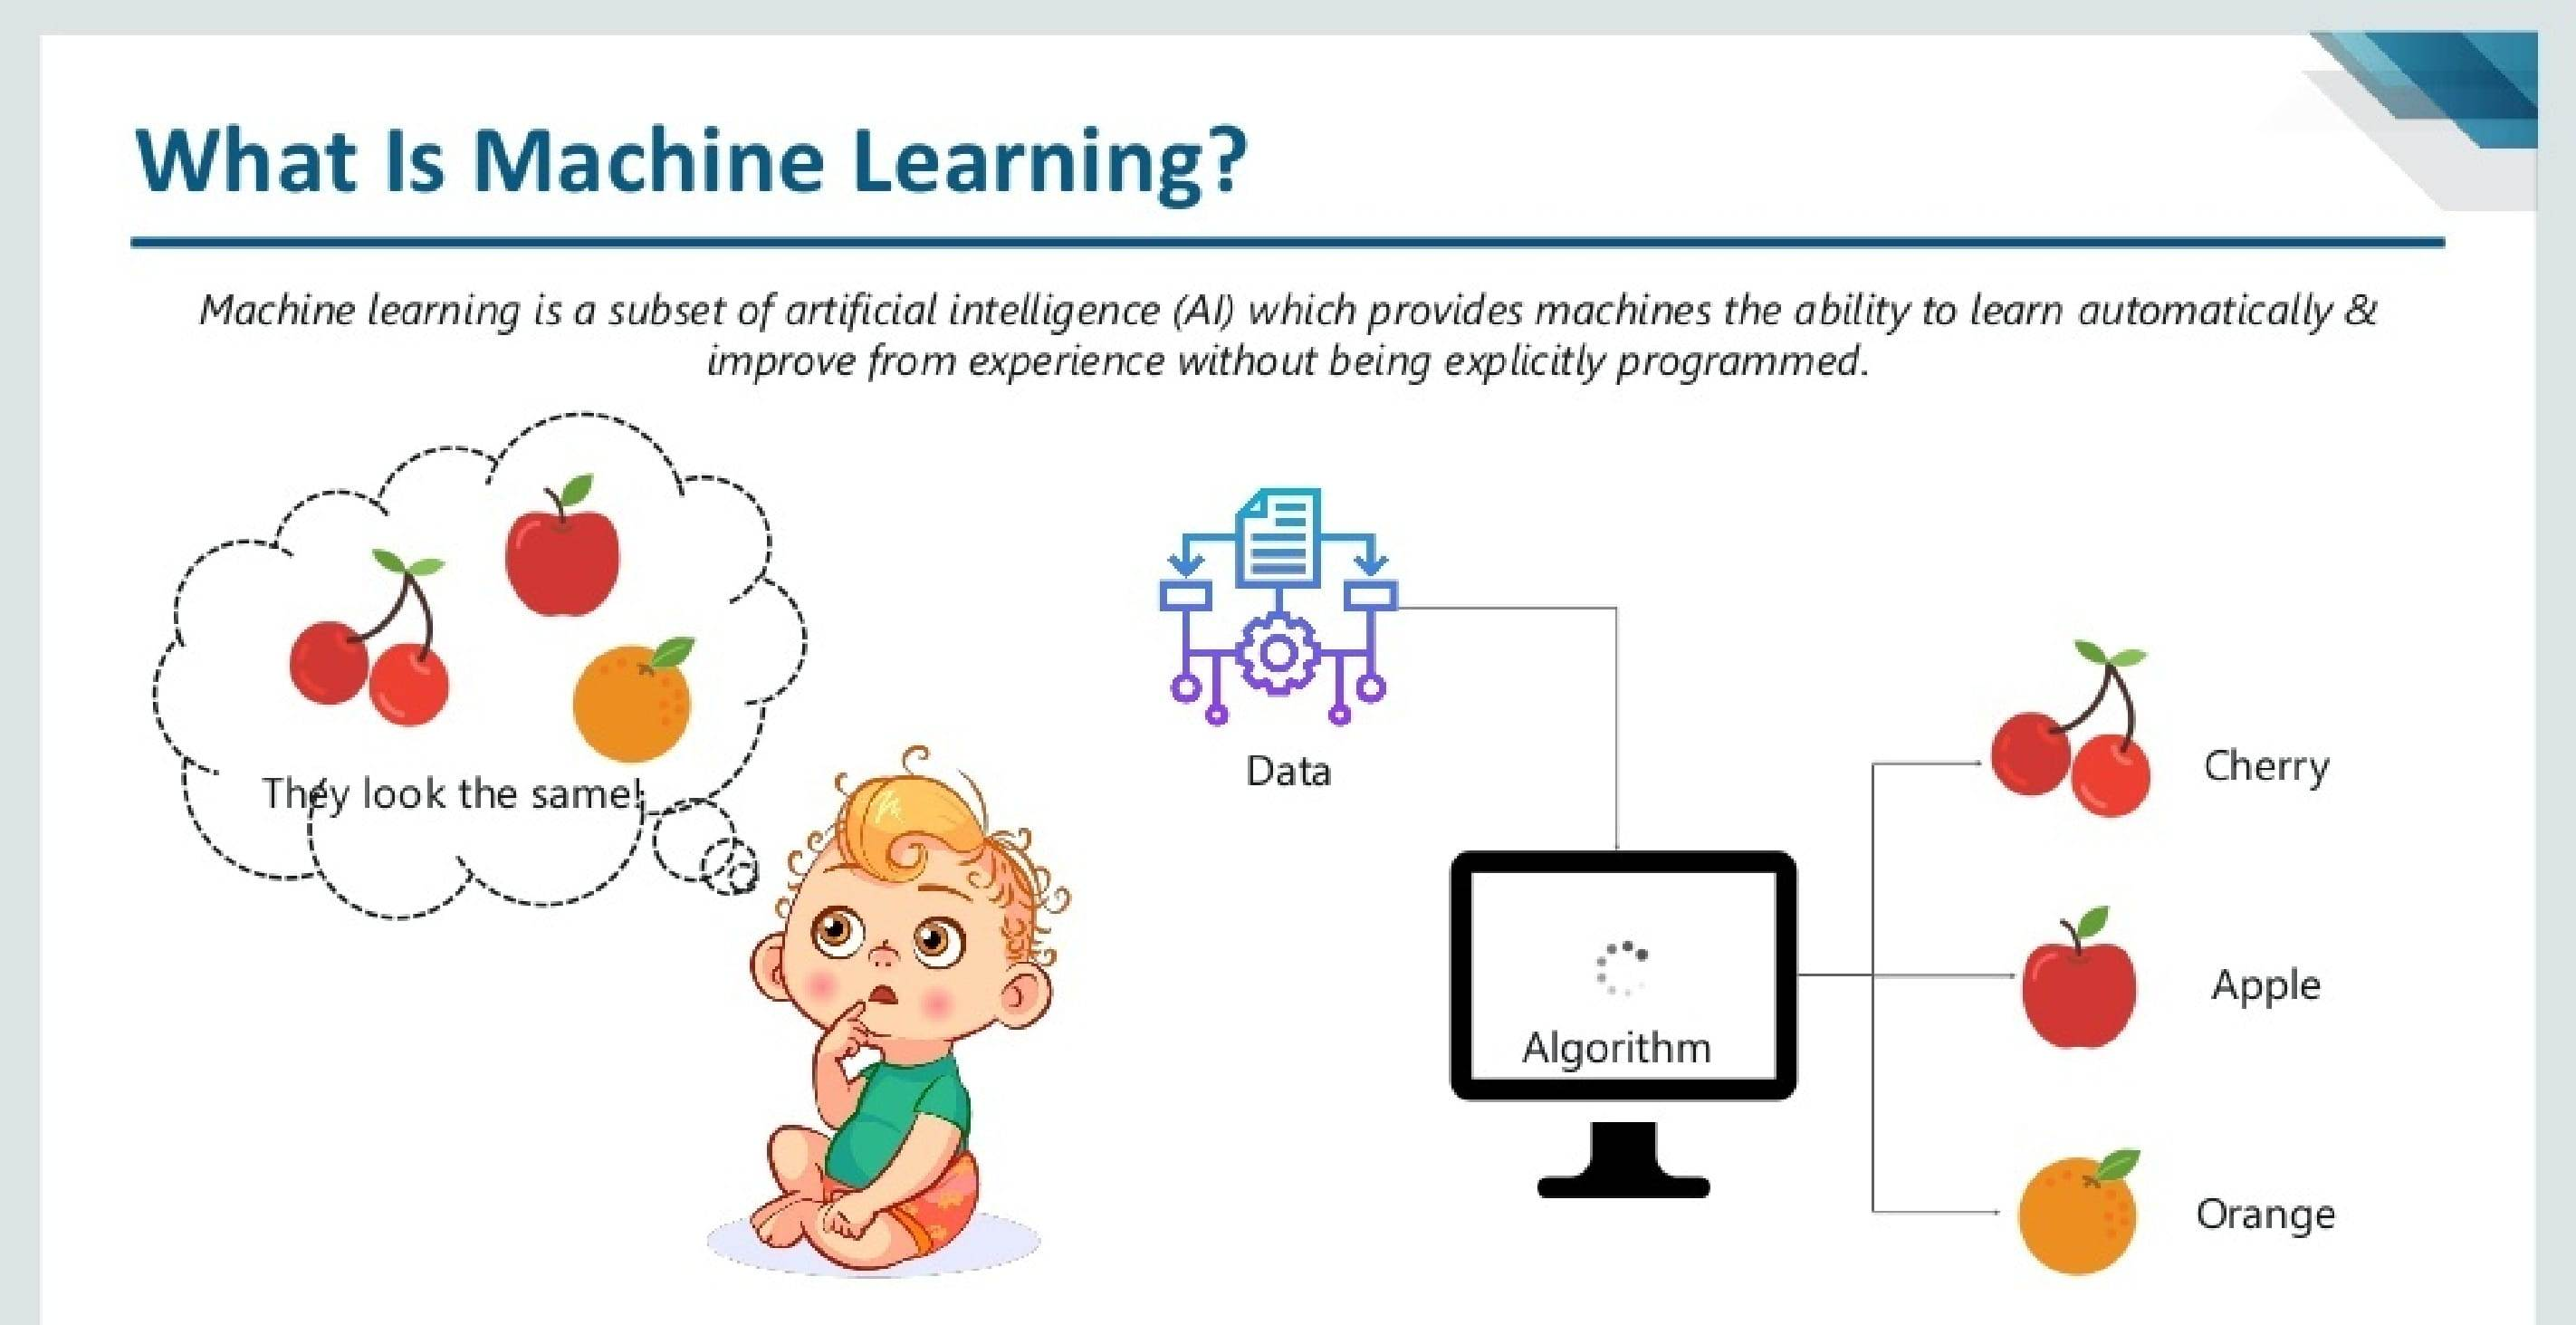 What Is Machine Learning?
Machine learning is a subset of artificial intelligence (AI) which provides machines the ability to learn automatically &
improve from experience without being explicitly programmed.
They look the same!
Data
Algorithm
Cherry
Apple
Orange